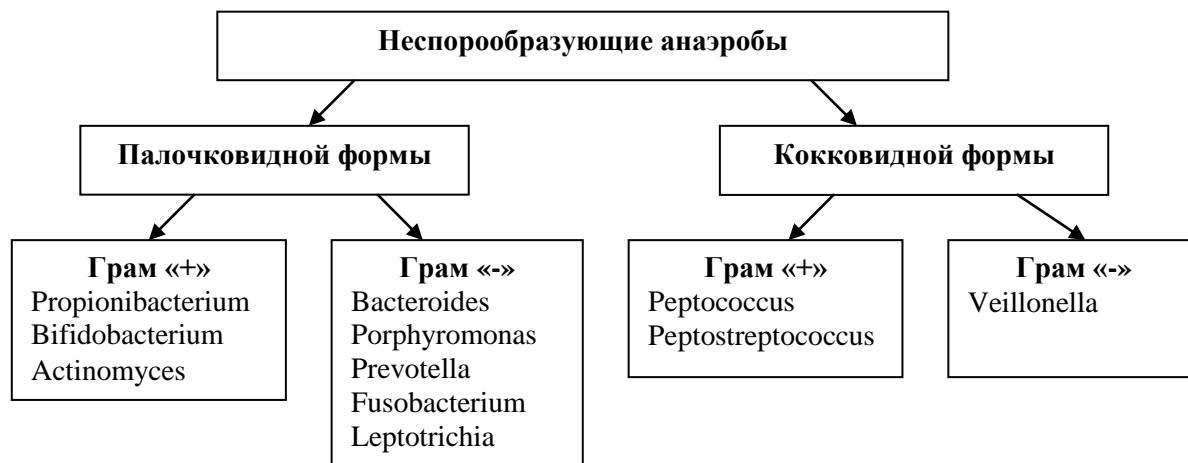 Неспорообразующие анаэробы
Палочковидной формы
Кокковидной формы
Грам «+»
Propionibacterium
Bifidobacterium
Actinomyces
Грам «-»
Bacteroides
Porphyromonas
Prevotella
Fusobacterium
Leptotrichia
Грам «+»
Peptococcus
Peptostreptococcus
Грам «-»
Veillonella